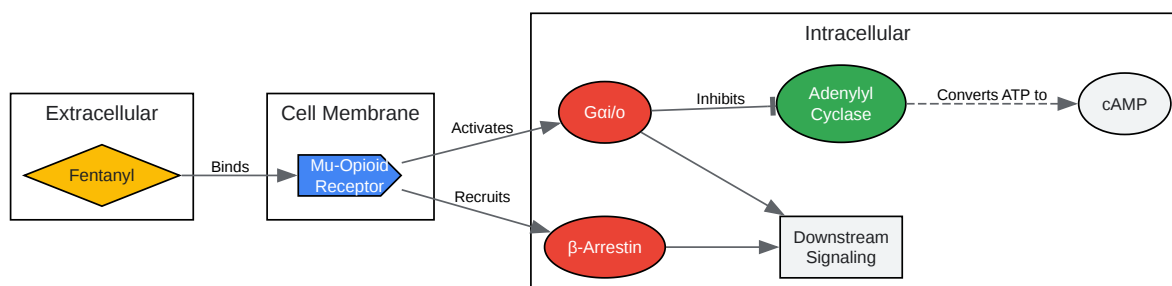 Intracellular
Extracellular
Cell Membrane
Fentanyl
Binds
Mu-Opioid
Receptor
Activates
Recruits
Gαi/o
Inhibits
Adenylyl
Cyclase
Converts ATP to
cAMP
β-Arrestin
Downstream
Signaling